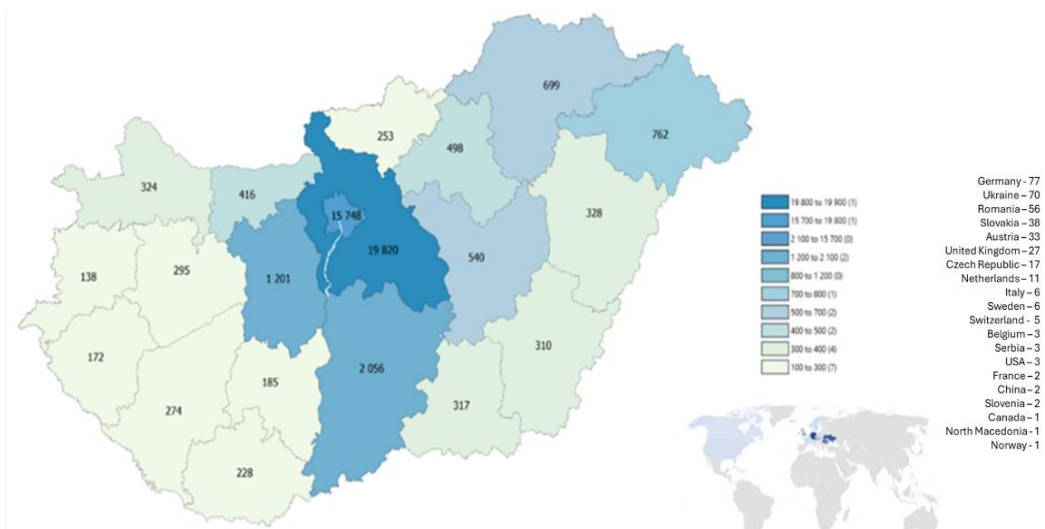 699
762
253
498
324
416
328
15 748
19 820
540
138
295
1 201
310
172
185
2 056
274
317
228
19 800 to 19 900 (1)
15 700 to 19 800 (1)
2 100 to 15 700 (0)
1 200 to 2 100 (2)
800 to 1 200 (0)
700 to 800 (1)
500 to 700 (2)
400 to 500 (2)
300 to 400 (4)
100 to 300 (7)
Germany - 77
Ukraine – 70
Romania – 56
Slovakia – 38
Austria – 33
United Kingdom – 27
Czech Republic – 17
Netherlands – 11
Italy – 6
Sweden – 6
Switzerland - 5
Belgium – 3
Serbia – 3
USA – 3
France – 2
China – 2
Slovenia – 2
Canada – 1
North Macedonia - 1
Norway - 1